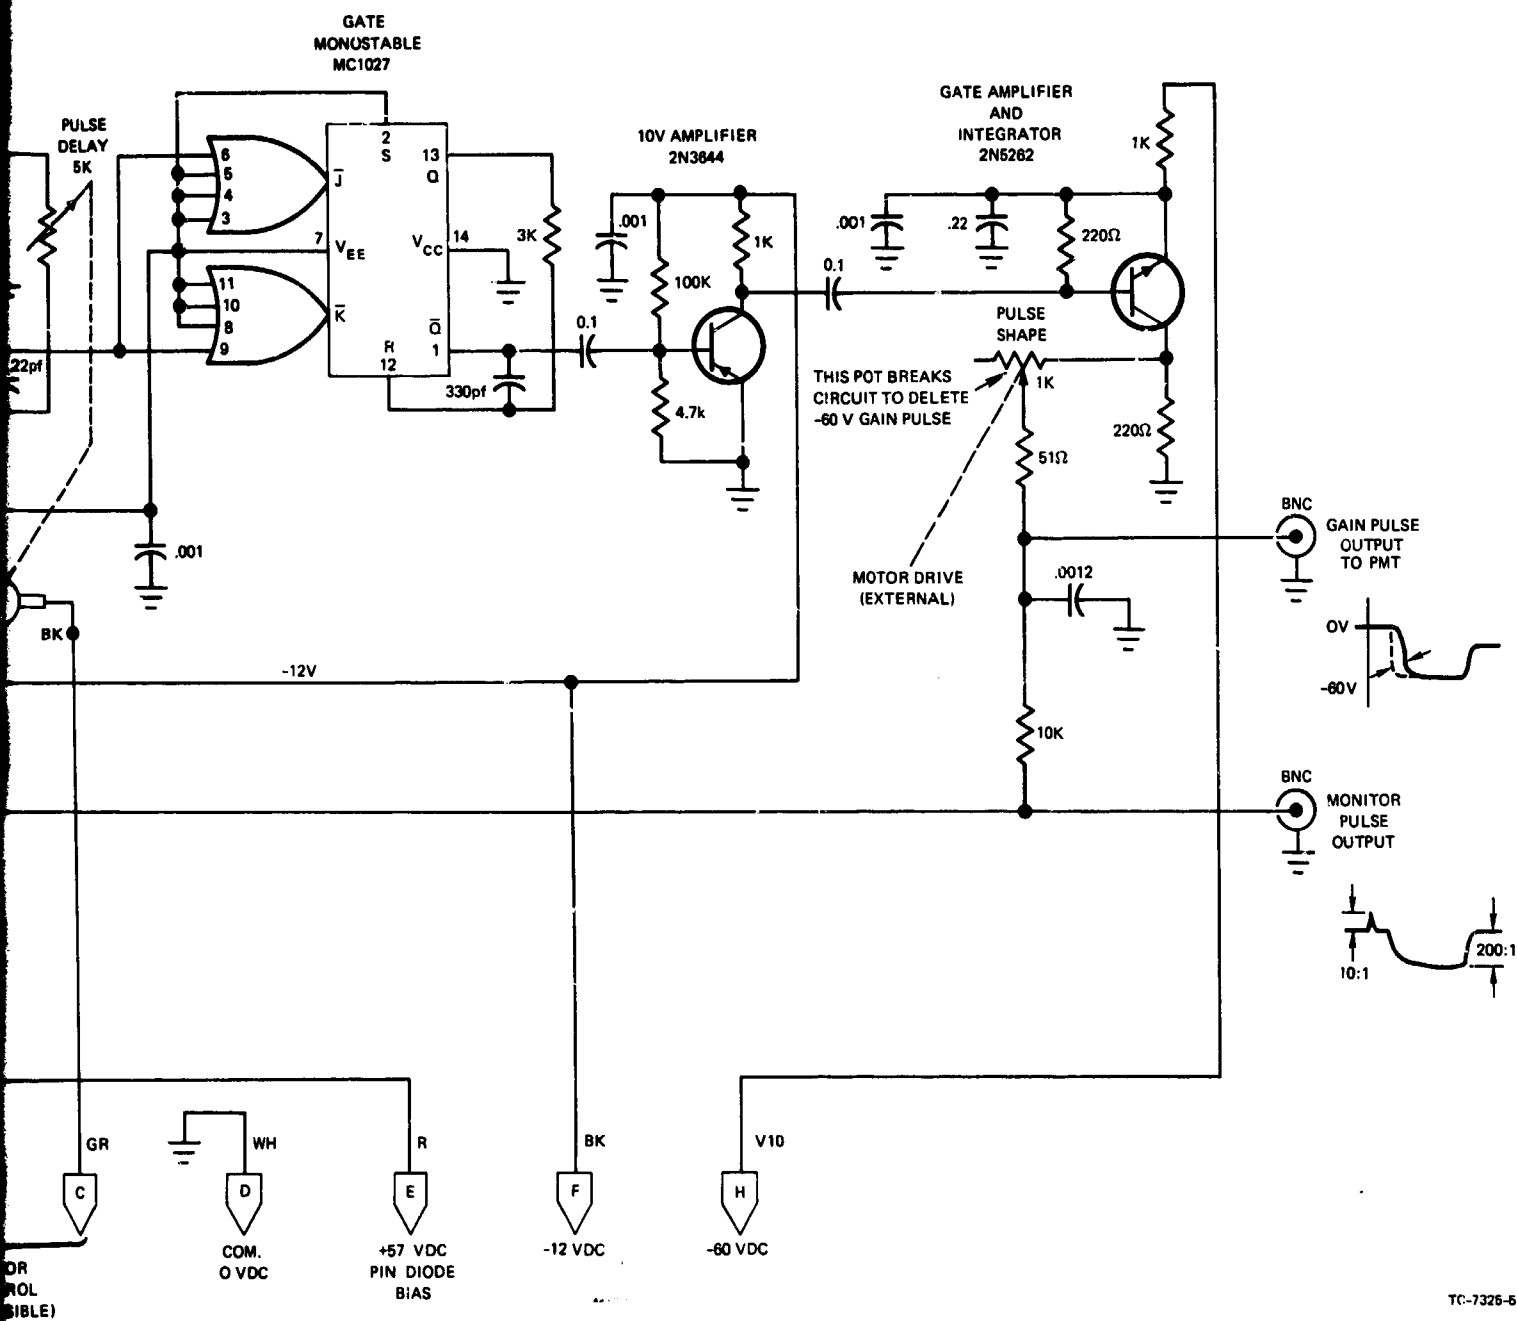 GATE
MONOSTABLE
MC1027
PULSE
DELAY
5K
6
5
4
3
J
2
S
13
Q
7
VEE
VCC
14
11
10
8
9
K
Q
1
R
12
22pf
3K
330pf
0.1
10V AMPLIFIER
2N3644
.001
1K
100K
4.7k
0.1
GATE AMPLIFIER
AND
INTEGRATOR
2N5262
1K
.001
.22
220Ω
PULSE
SHAPE
1K
THIS POT BREAKS
CIRCUIT TO DELETE
-60 V GAIN PULSE
51Ω
220Ω
MOTOR DRIVE
(EXTERNAL)
.0012
BNC
GAIN PULSE
OUTPUT
TO PMT
0V
-60V
.001
BK
-12V
10K
BNC
MONITOR
PULSE
OUTPUT
10:1
200:1
GR
WH
R
BK
V10
C
D
E
F
H
COM.
0 VDC
+57 VDC
PIN DIODE
BIAS
-12 VDC
-60 VDC
OR
ROL
SIBLE)
TC-7326-5